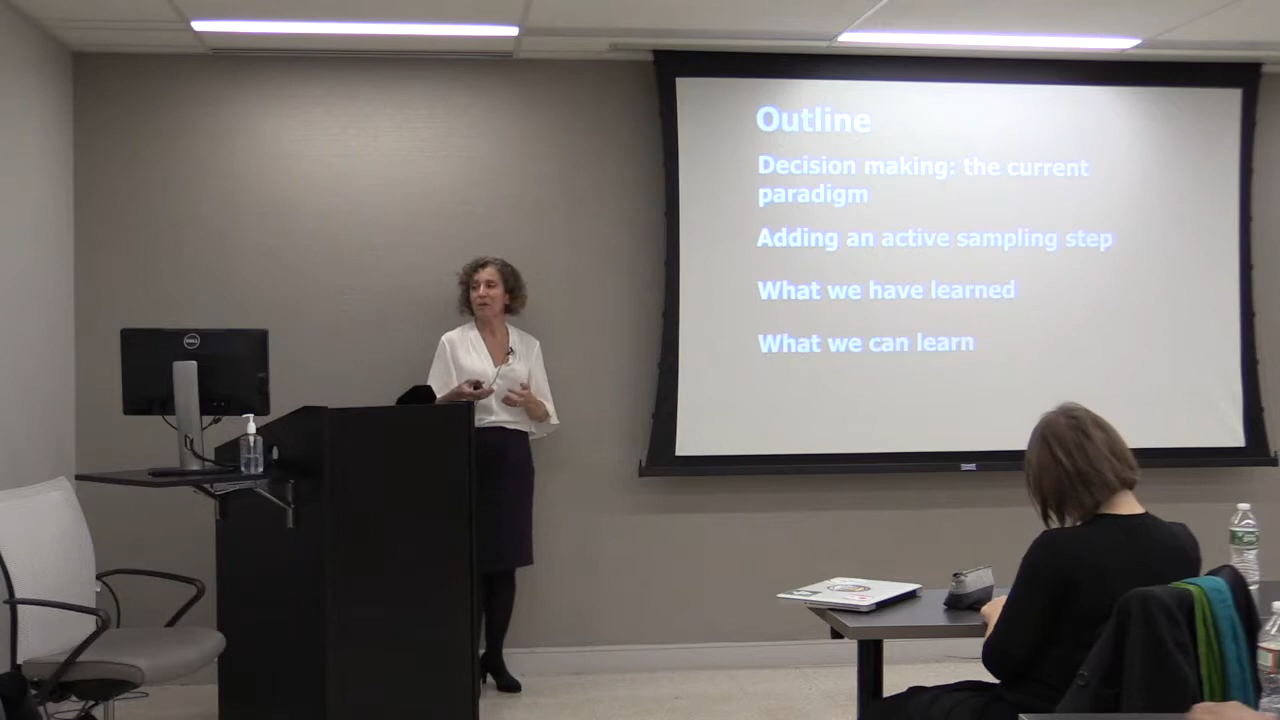 Outline
Decision making: the current
paradigm
Adding an active sampling step
What we have learned
What we can learn
DELL